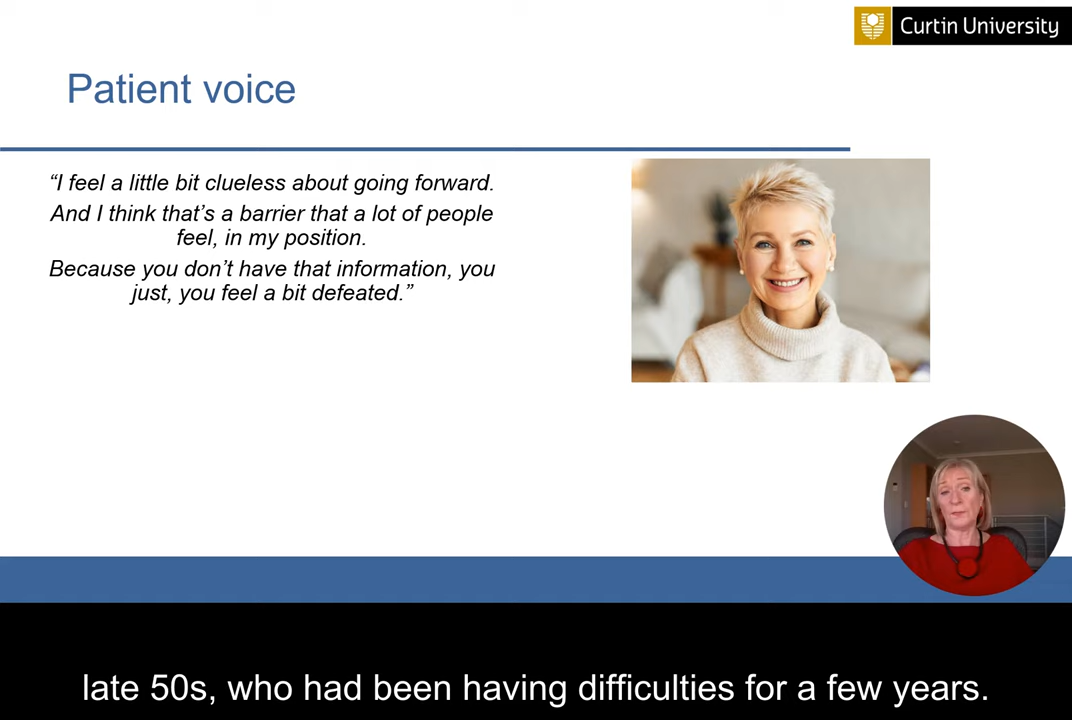 Curtin University
Patient voice
“I feel a little bit clueless about going forward.
And I think that’s a barrier that a lot of people
feel, in my position.
Because you don’t have that information, you
just, you feel a bit defeated.”
late 50s, who had been having difficulties for a few years.